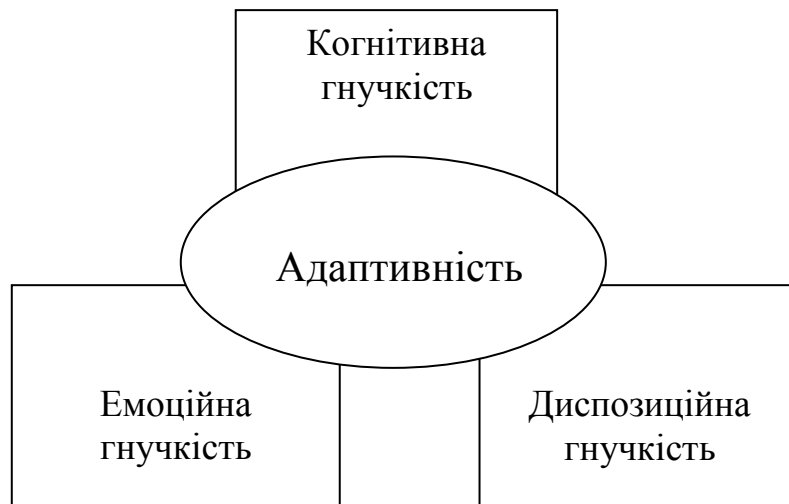 Когнітивна
гнучкість
Адаптивність
Емоційна
гнучкість
Диспозиційна
гнучкість